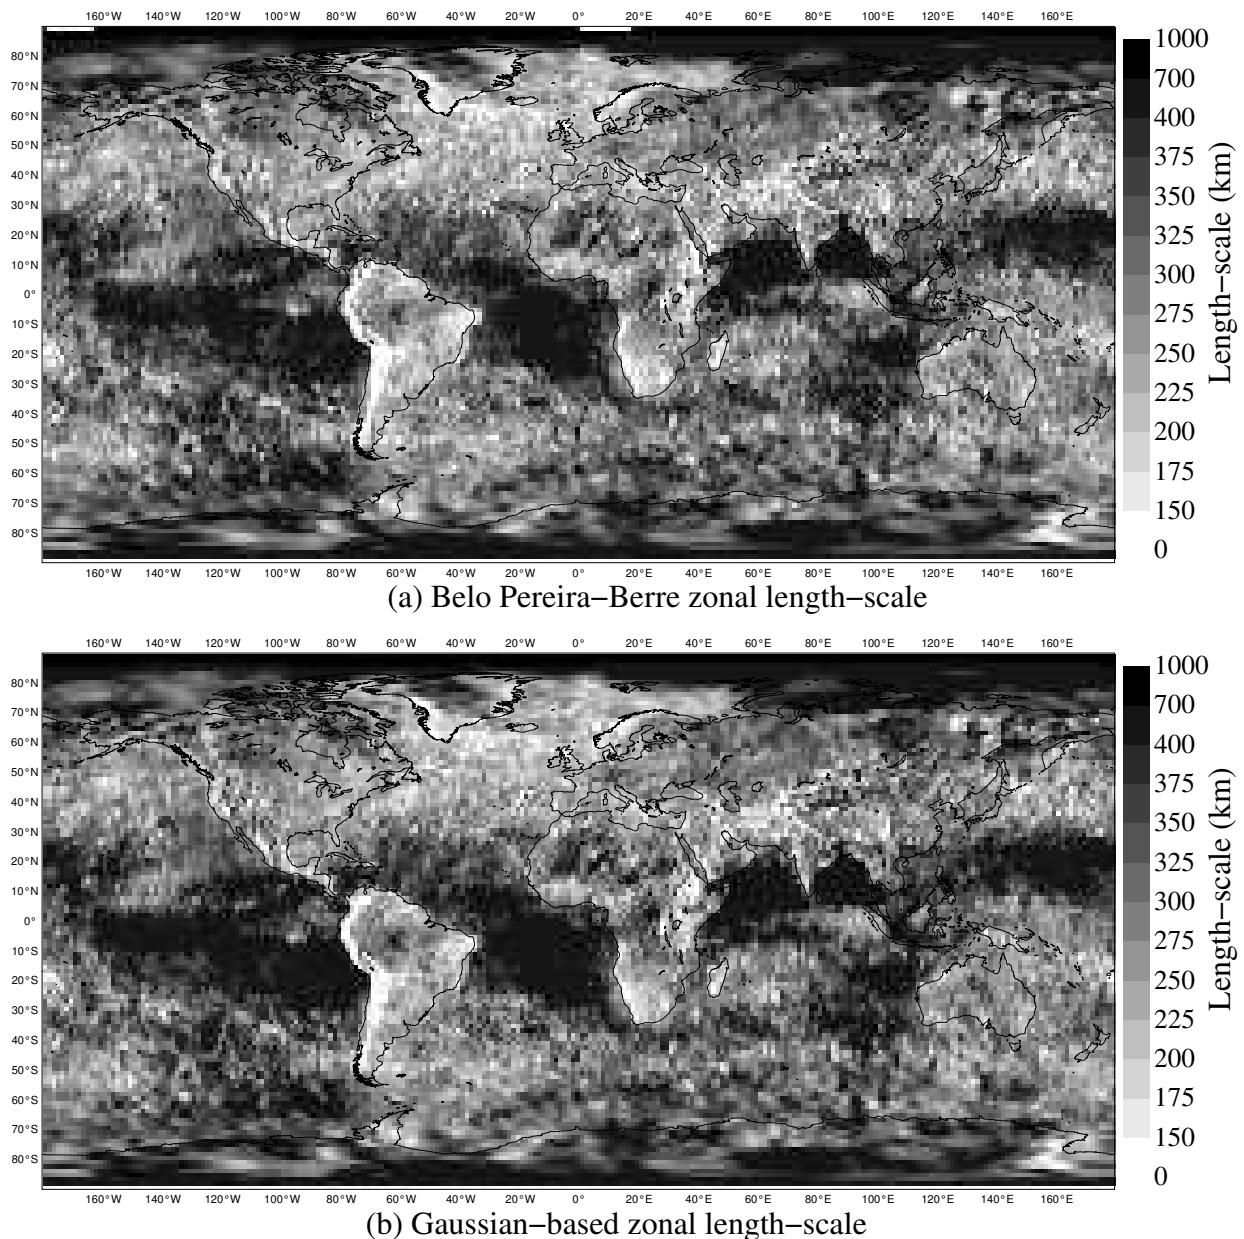 160°W 140°W 120°W 100°W 80°W 60°W 40°W 20°W 0° 20°E 40°E 60°E 80°E 100°E 120°E 140°E 160°E
80°N
70°N
60°N
50°N
40°N
30°N
20°N
10°N
0°
10°S
20°S
30°S
40°S
50°S
60°S
70°S
80°S
1000
700
400
375
350
325
300
275
250
225
200
175
150
0
Length−scale (km)
160°W 140°W 120°W 100°W 80°W 60°W 40°W 20°W 0° 20°E 40°E 60°E 80°E 100°E 120°E 140°E 160°E
(a) Belo Pereira−Berre zonal length−scale
160°W 140°W 120°W 100°W 80°W 60°W 40°W 20°W 0° 20°E 40°E 60°E 80°E 100°E 120°E 140°E 160°E
80°N
70°N
60°N
50°N
40°N
30°N
20°N
10°N
0°
10°S
20°S
30°S
40°S
50°S
60°S
70°S
80°S
1000
700
400
375
350
325
300
275
250
225
200
175
150
0
Length−scale (km)
160°W 140°W 120°W 100°W 80°W 60°W 40°W 20°W 0° 20°E 40°E 60°E 80°E 100°E 120°E 140°E 160°E
(b) Gaussian−based zonal length−scale